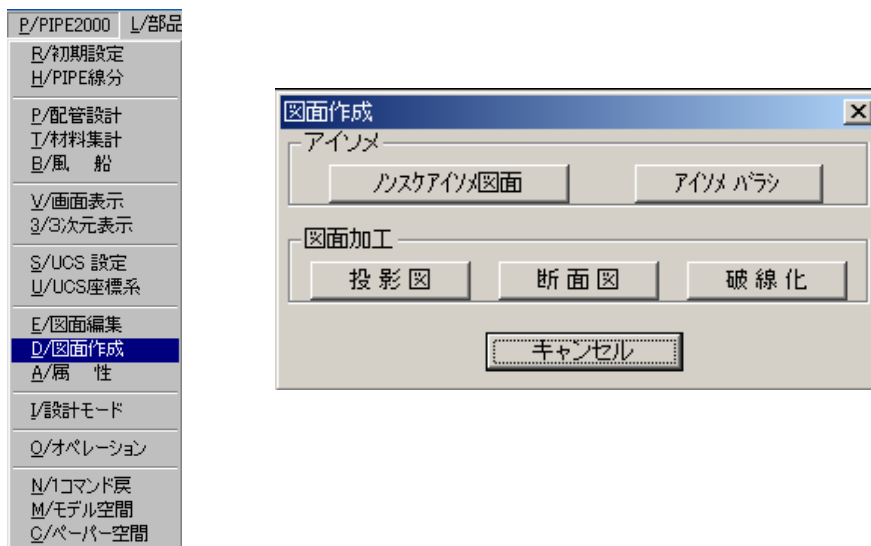 P/PIPE2000 L/部品
R/初期設定
H/PIPE線分
P/配管設計
T/材料集計
B/風 船
V/画面表示
3/3次元表示
S/UCS 設定
U/UCS座標系
E/図面編集
D/図面作成
A/属 性
I/設計モード
O/オペレーション
N/1コマンド戻
M/モデル空間
C/ペーパー空間
図面作成
アイソメ
ノンスケアイソメ図面 アイソメ バラシ
図面加工
投 影 図 断 面 図 破 線 化
キャンセル